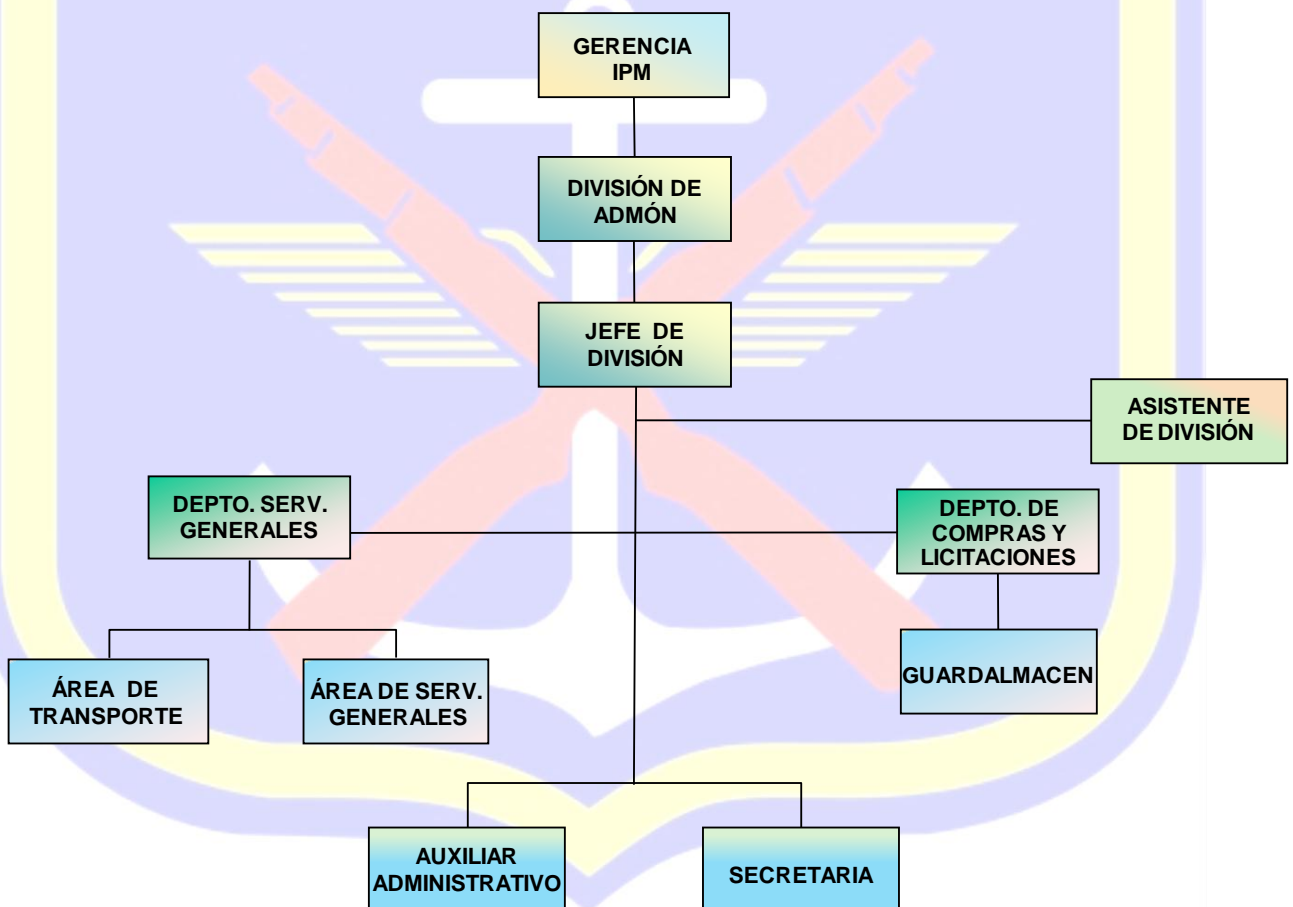 GERENCIA
IPM
DIVISIÓN DE
ADMÓN
JEFE DE
DIVISIÓN
ASISTENTE
DE DIVISIÓN
DEPTO. SERV.
GENERALES
DEPTO. DE
COMPRAS Y
LICITACIONES
ÁREA DE
TRANSPORTE
ÁREA DE SERV.
GENERALES
GUARDALMACEN
AUXILIAR
ADMINISTRATIVO
SECRETARIA